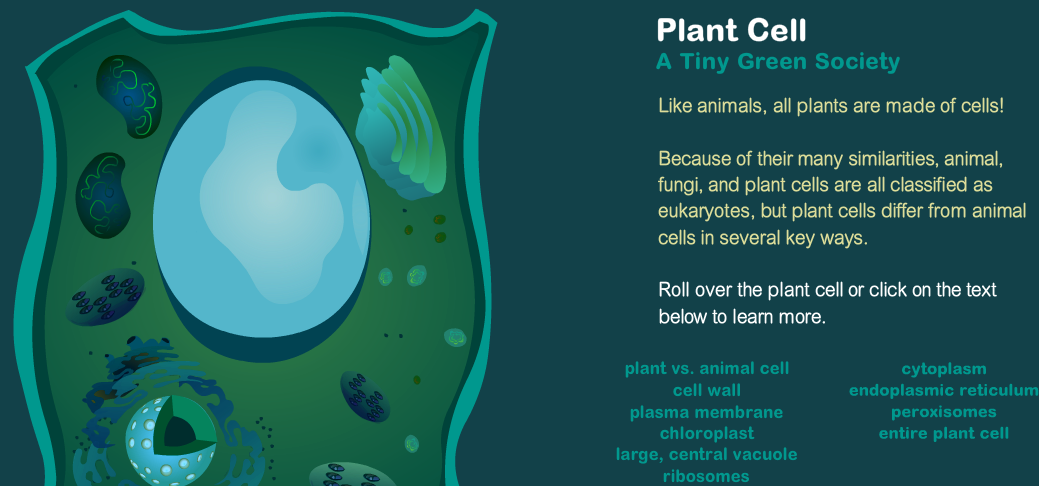 Plant Cell
A Tiny Green Society
Like animals, all plants are made of cells!
Because of their many similarities, animal,
fungi, and plant cells are all classified as
eukaryotes, but plant cells differ from animal
cells in several key ways.
Roll over the plant cell or click on the text
below to learn more.
plant vs. animal cell
cell wall
plasma membrane
chloroplast
large, central vacuole
ribosomes
cytoplasm
endoplasmic reticulum
peroxisomes
entire plant cell